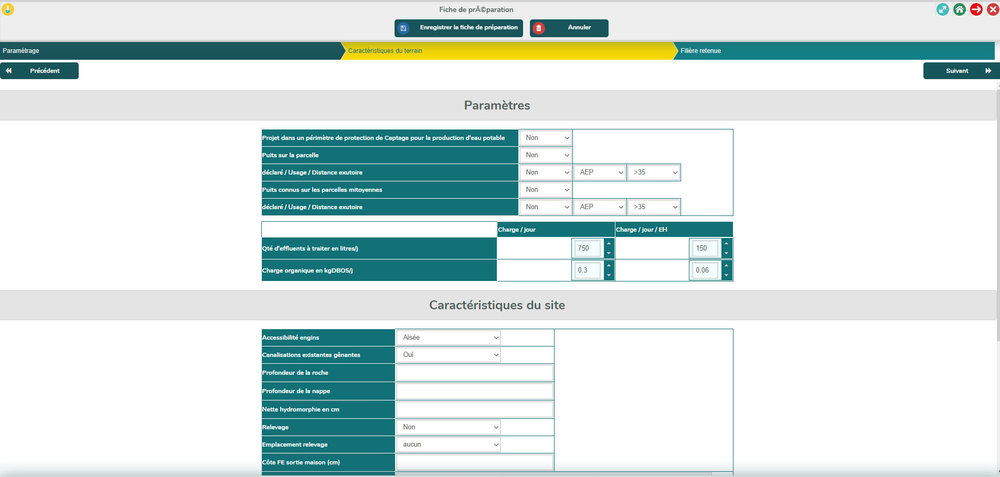 Fiche de prÃ©paration
Enregistrer la fiche de préparation
Annuler
Paramétrage
Caractéristiques du terrain
Filière retenue
Précédent
Suivant
Paramètres
Projet dans un périmètre de protection de Captage pour la production d'eau potable Non
Puits sur la parcelle Non
déclaré / Usage / Distance exutoire Non AEP >35
Puits connus sur les parcelles mitoyennes Non
déclaré / Usage / Distance exutoire Non AEP >35
Charge / jour Charge / jour / EH
Qté d'effluents à traiter en litres/j 750 150
Charge organique en kgDBO5/j 0.3 0.06
Caractéristiques du site
Accessibilité engins Aisée
Canalisations existantes gênantes Oui
Profondeur de la roche
Profondeur de la nappe
Nette hydromorphie en cm
Relevage Non
Emplacement relevage aucun
Côte FE sortie maison (cm)